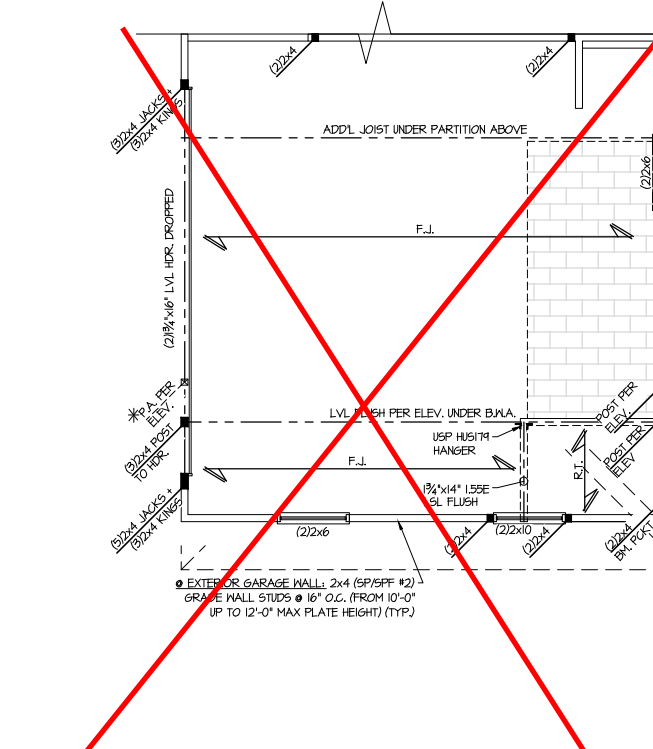 (2)2x4
(2)2x4
(3)2x4 JACKS +
(3)2x4 KINGS
ADD'L JOIST UNDER PARTITION ABOVE
(2)2x6
F.J.
(2)1¾"x16" LVL HDR. DROPPED
P.A. PER
ELEV.
LVL FLUSH PER ELEV. UNDER B.W.A.
POST PER
ELEV.
(3)2x4 POST
TO HDR.
USP HUS179
HANGER
POST PER
ELEV
F.J.
R.T.
1¾"x14" 1.55E
LSL FLUSH
(5)2x4 JACKS +
(3)2x4 KINGS
(2)2x6
(2)2x4
(2)2x10
(2)2x4
(2)2x4
BM. PCKT
@ EXTERIOR GARAGE WALL: 2x4 (SP/SPF #2)
GRADE WALL STUDS @ 16" O.C. (FROM 10'-0"
UP TO 12'-0" MAX PLATE HEIGHT) (TYP.)